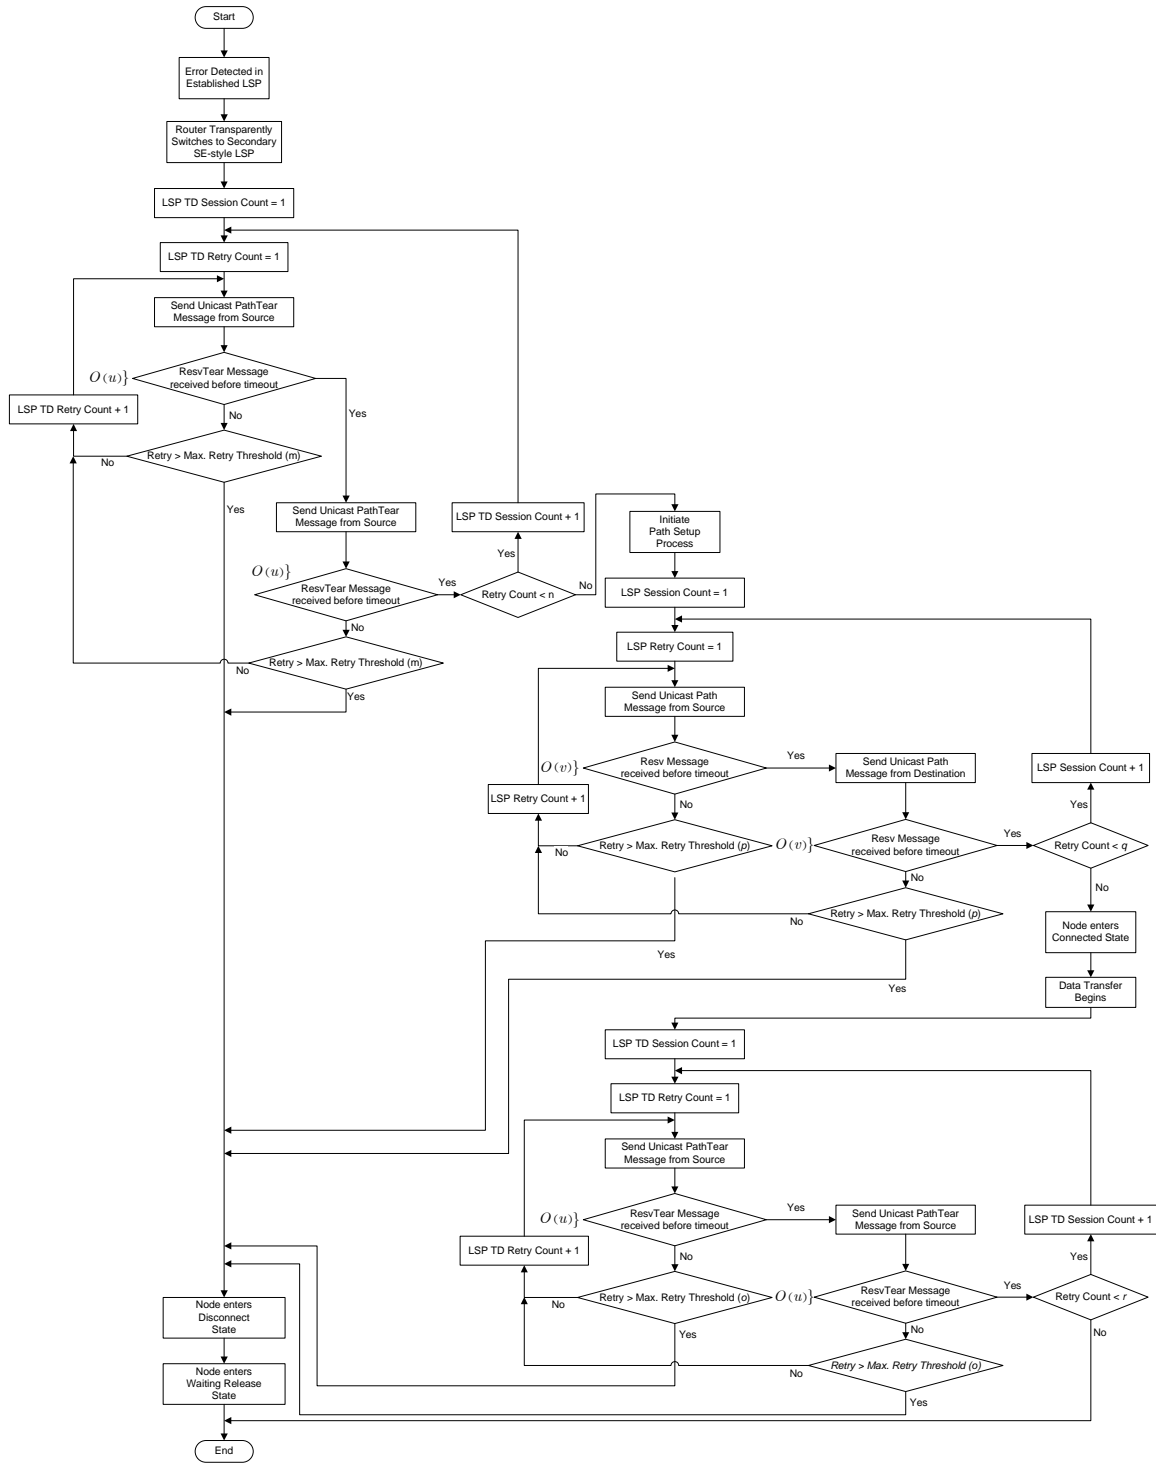 Start
Error Detected in
Established LSP
Router Transparently
Switches to Secondary
SE-style LSP
LSP TD Session Count = 1
LSP TD Retry Count = 1
Send Unicast PathTear
Message from Source
O(u)}
ResvTear Message
received before timeout
LSP TD Retry Count + 1
No
Yes
Retry > Max. Retry Threshold (m)
No
Yes
Send Unicast PathTear
Message from Source
LSP TD Session Count + 1
Initiate
Path Setup
Process
Yes
O(u)}
ResvTear Message
received before timeout
Yes
Retry Count < n
No
LSP Session Count = 1
No
LSP Retry Count = 1
Retry > Max. Retry Threshold (m)
No
Yes
Send Unicast Path
Message from Source
O(v)}
Resv Message
received before timeout
Yes
Send Unicast Path
Message from Destination
LSP Session Count + 1
LSP Retry Count + 1
No
Yes
Retry > Max. Retry Threshold (p)
No
O(v)}
Resv Message
received before timeout
Yes
Retry Count < q
No
No
Retry > Max. Retry Threshold (p)
No
Node enters
Connected State
Yes
Yes
Data Transfer
Begins
LSP TD Session Count = 1
LSP TD Retry Count = 1
Send Unicast PathTear
Message from Source
O(u)}
ResvTear Message
received before timeout
Yes
Send Unicast PathTear
Message from Source
LSP TD Session Count + 1
LSP TD Retry Count + 1
No
Yes
Retry > Max. Retry Threshold (o)
No
O(u)}
ResvTear Message
received before timeout
Yes
Retry Count < r
Node enters
Disconnect
State
Yes
No
No
Retry > Max. Retry Threshold (o)
No
Yes
Node enters
Waiting Release
State
End